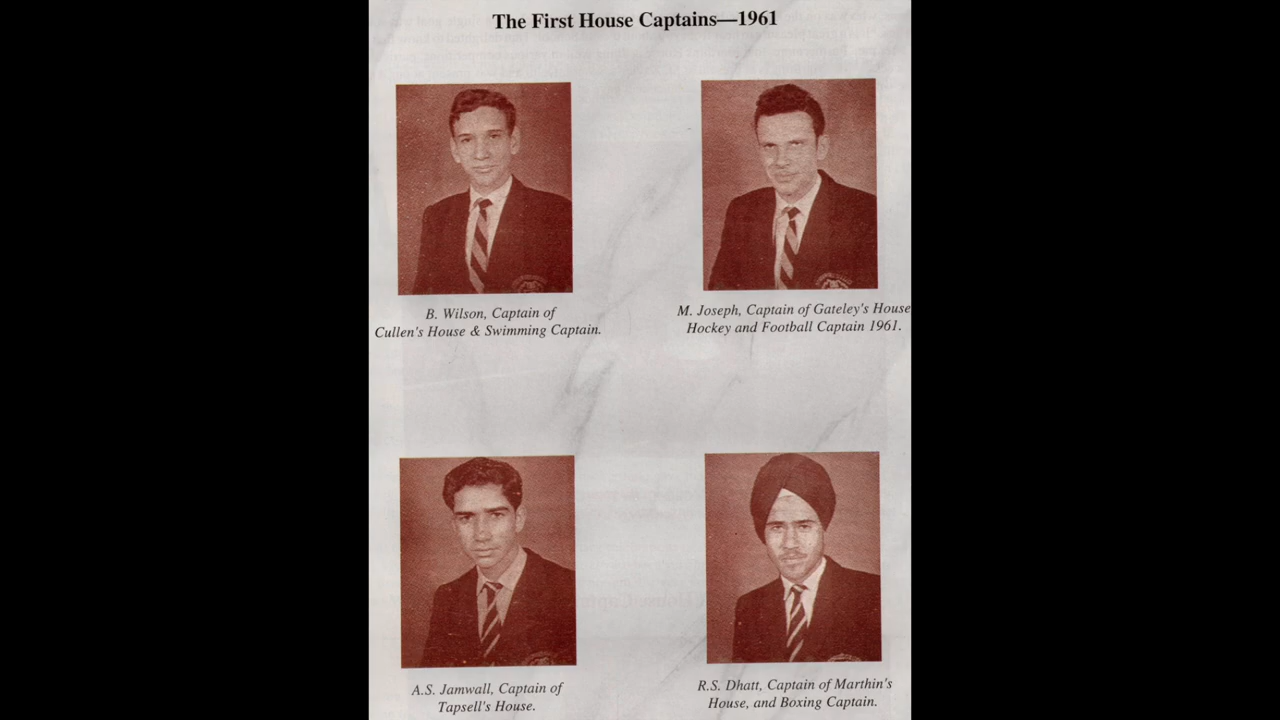 The First House Captains—1961
B. Wilson, Captain of
Cullen's House & Swimming Captain.
M. Joseph, Captain of Gateley's House
Hockey and Football Captain 1961.
A.S. Jamwall, Captain of
Tapsell's House.
R.S. Dhatt, Captain of Marthin's
House, and Boxing Captain.